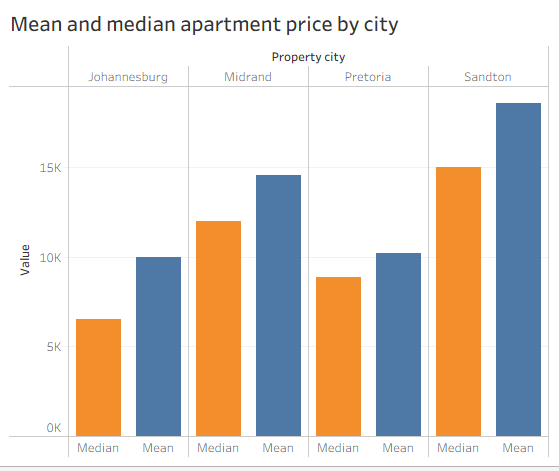 Mean and median apartment price by city
Property city
Johannesburg Midrand Pretoria Sandton
Value
15K
10K
5K
0K
Median Mean Median Mean Median Mean Median Mean